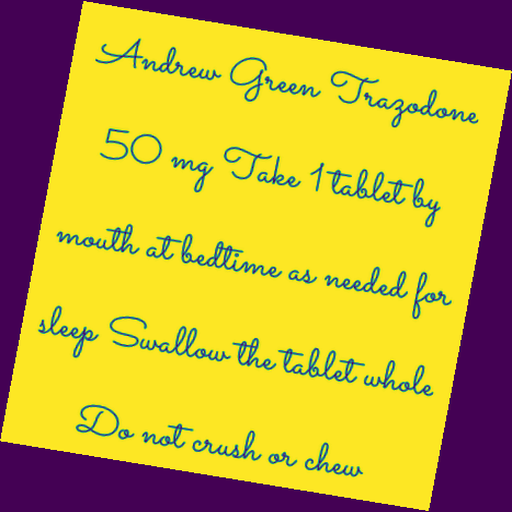 Andrew Green Trazodone
50 mg Take 1 tablet by
mouth at bedtime as needed for
sleep Swallow the tablet whole
Do not crush or chew